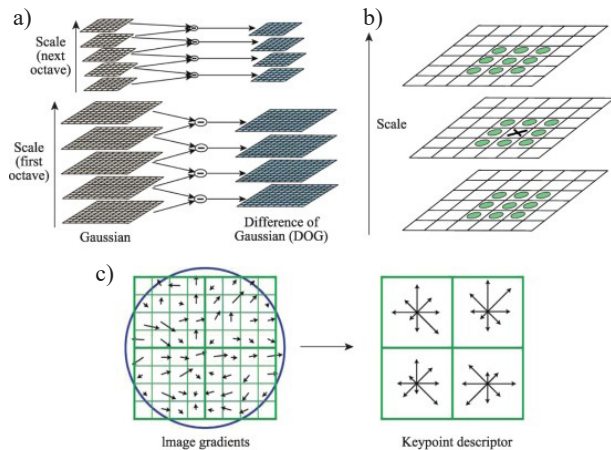 a)
Scale
(next
octave)
Scale
(first
octave)
Gaussian
Difference of
Gaussian (DOG)
b)
Scale
c)
Image gradients
Keypoint descriptor